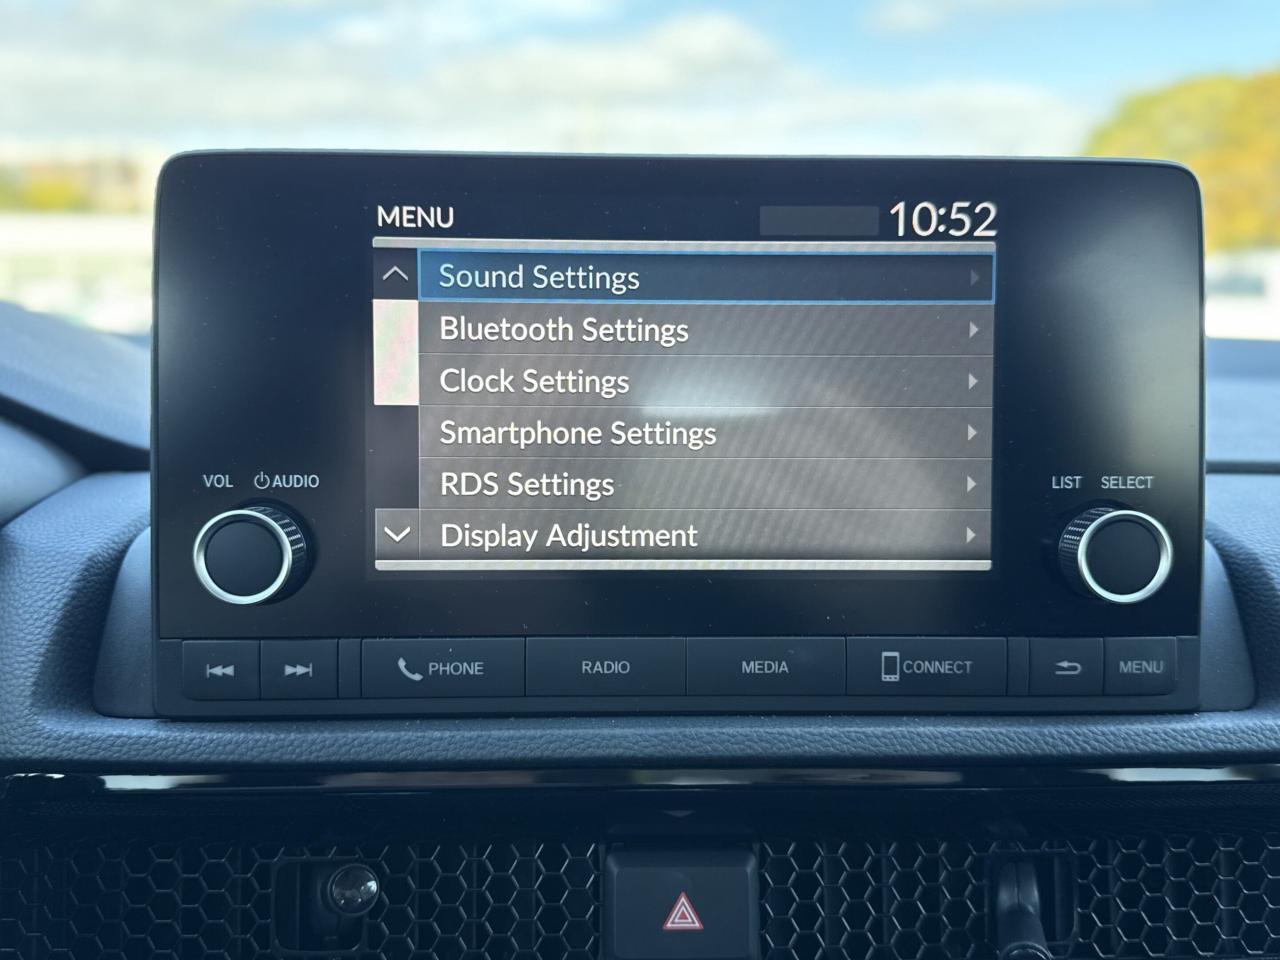 MENU 10:52
Sound Settings
Bluetooth Settings
Clock Settings
Smartphone Settings
RDS Settings
Display Adjustment
VOL AUDIO
LIST SELECT
PHONE RADIO MEDIA CONNECT MENU